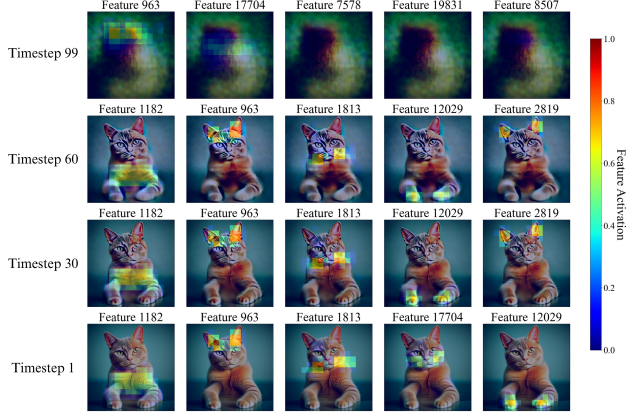 Feature 963 Feature 17704 Feature 7578 Feature 19831 Feature 8507
Timestep 99
Feature 1182 Feature 963 Feature 1813 Feature 12029 Feature 2819
Timestep 60
Feature 1182 Feature 963 Feature 1813 Feature 12029 Feature 2819
Timestep 30
Feature 1182 Feature 963 Feature 1813 Feature 17704 Feature 12029
Timestep 1
1.0
0.8
0.6
0.4
0.2
0.0
Feature Activation